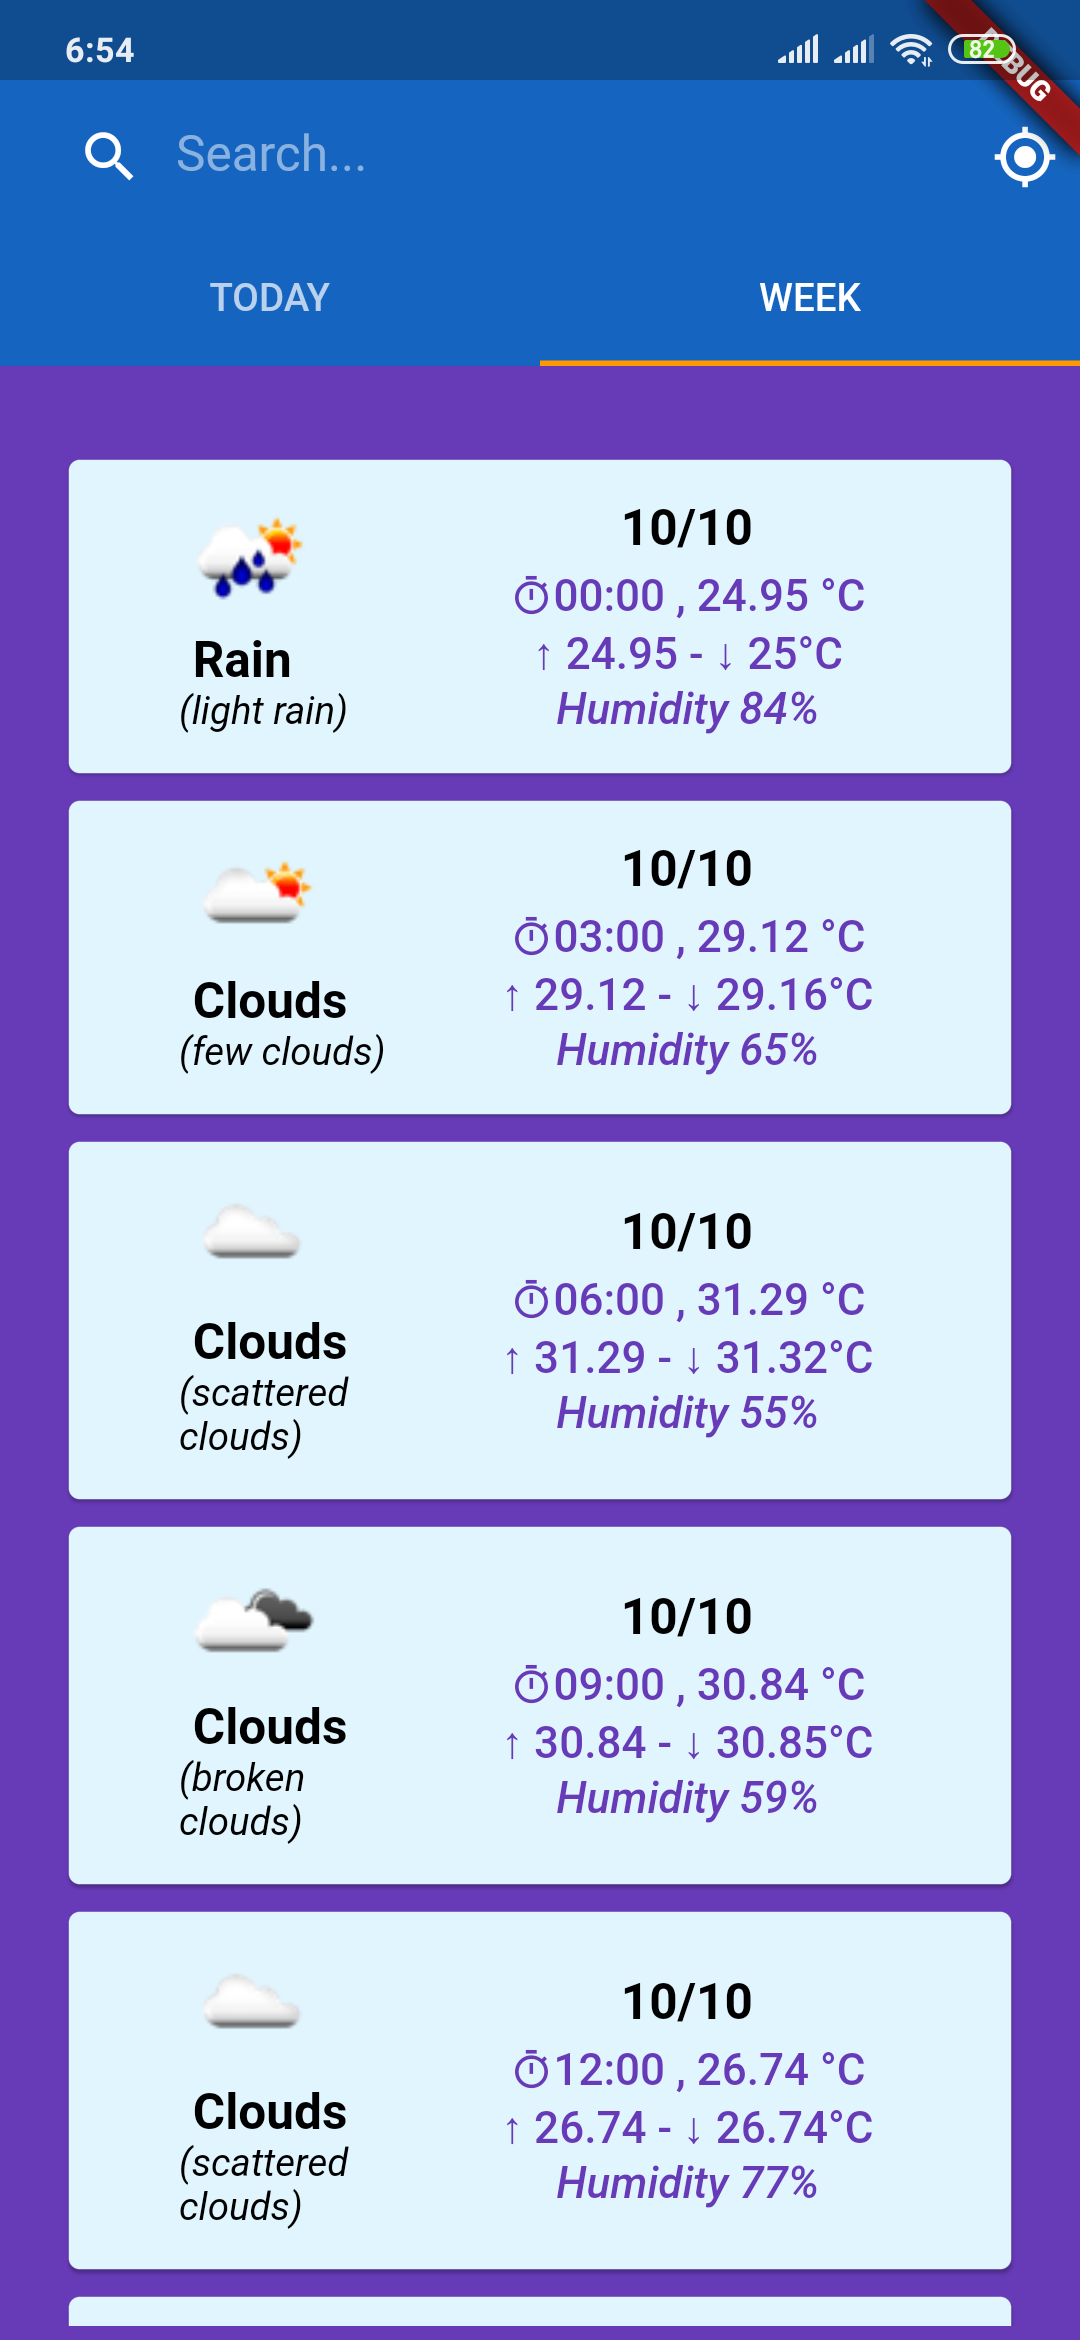 6:54
82
DEBUG
Search...
TODAY
WEEK
10/10
00:00 , 24.95 °C
↑ 24.95 - ↓ 25°C
Humidity 84%
Rain
(light rain)
10/10
03:00 , 29.12 °C
↑ 29.12 - ↓ 29.16°C
Humidity 65%
Clouds
(few clouds)
10/10
06:00 , 31.29 °C
↑ 31.29 - ↓ 31.32°C
Humidity 55%
Clouds
(scattered
clouds)
10/10
09:00 , 30.84 °C
↑ 30.84 - ↓ 30.85°C
Humidity 59%
Clouds
(broken
clouds)
10/10
12:00 , 26.74 °C
↑ 26.74 - ↓ 26.74°C
Humidity 77%
Clouds
(scattered
clouds)